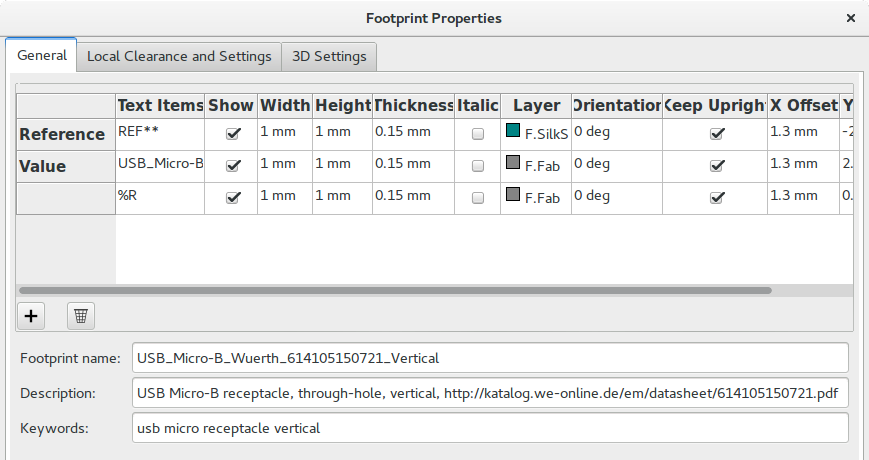 Footprint Properties
General Local Clearance and Settings 3D Settings
Text Items Show Width Height Thickness Italic Layer Orientation Keep Upright X Offset Y
Reference REF** 1 mm 1 mm 0.15 mm F.SilkS 0 deg 1.3 mm -2
Value USB_Micro-B 1 mm 1 mm 0.15 mm F.Fab 0 deg 1.3 mm 2.
%R 1 mm 1 mm 0.15 mm F.Fab 0 deg 1.3 mm 0.
Footprint name: USB_Micro-B_Wuerth_614105150721_Vertical
Description: USB Micro-B receptacle, through-hole, vertical, http://katalog.we-online.de/em/datasheet/614105150721.pdf
Keywords: usb micro receptacle vertical